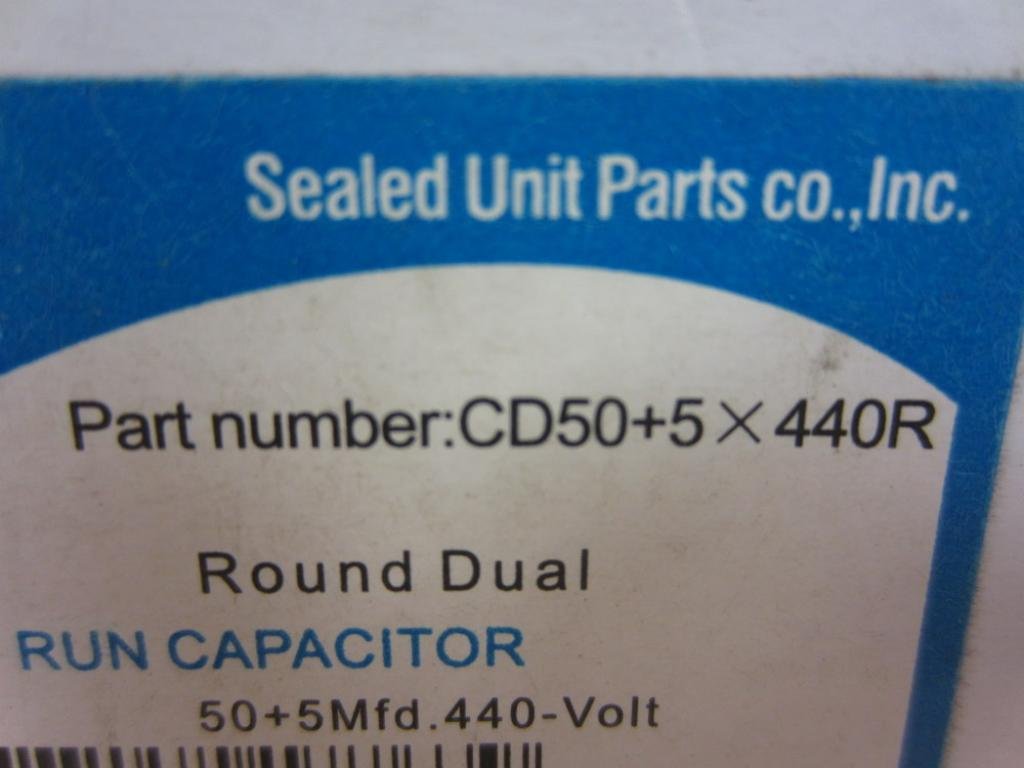 Sealed Unit Parts co.,Inc.
Part number:CD50+5×440R
Round Dual
RUN CAPACITOR
50+5Mfd.440-Volt